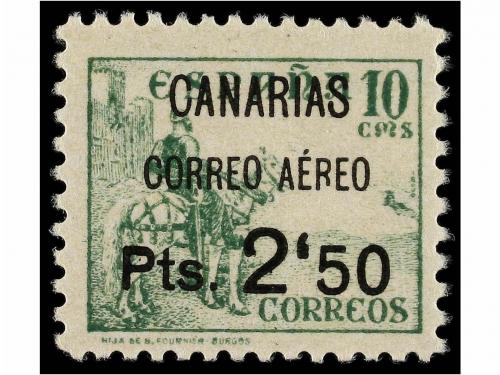 ESPAÑA 10
CANARIAS
CMS
CORREO AÉREO
Pts. 2'50
CORREOS
HIJA DE B. FOURNIER-BURGOS